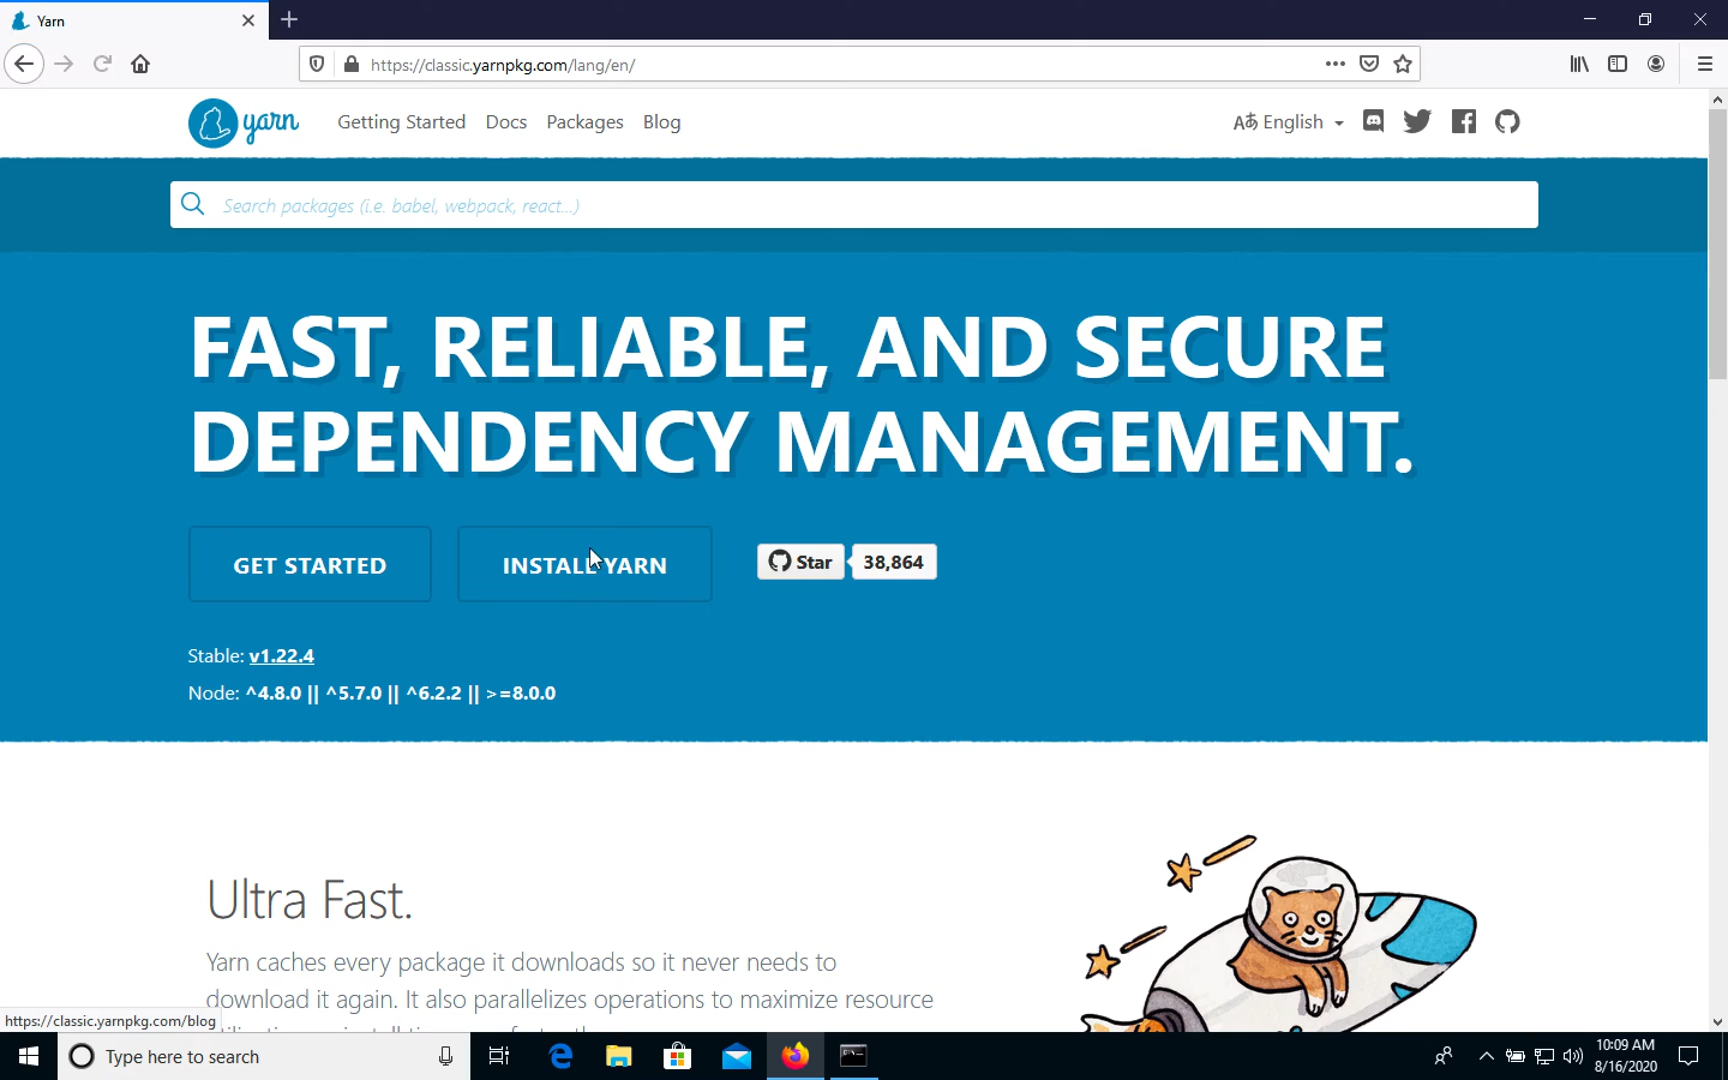 Yarn
https://classic.yarnpkg.com/lang/en/
yarn
Getting Started
Docs
Packages
Blog
Aあ English
Search packages (i.e. babel, webpack, react...)
FAST, RELIABLE, AND SECURE
DEPENDENCY MANAGEMENT.
GET STARTED
INSTALL YARN
Star
38,864
Stable: v1.22.4
Node: ^4.8.0 || ^5.7.0 || ^6.2.2 || >=8.0.0
Ultra Fast.
Yarn caches every package it downloads so it never needs to
download it again. It also parallelizes operations to maximize resource
https://classic.yarnpkg.com/blog
Type here to search
10:09 AM
8/16/2020